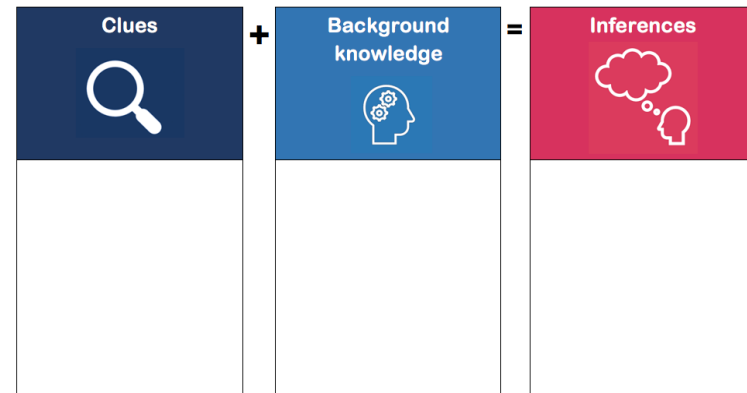 Clues
+
Background
knowledge
=
Inferences